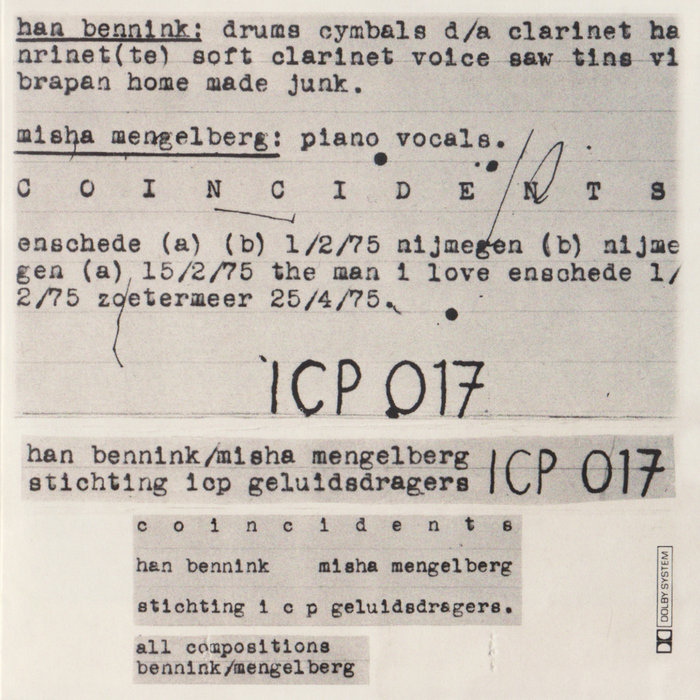 han bennink: drums cymbals d/a clarinet ha
nrinet(te) soft clarinet voice saw tins vi
brapan home made junk.
misha mengelberg: piano vocals.
C O I N C I D E N T S
enschede (a) (b) 1/2/75 nijmegen (b) nijme
gen (a) 15/2/75 the man i love enschede 1/
2/75 zoetermeer 25/4/75.
ICP 017
han bennink/misha mengelberg
stichting icp geluidsdragers
ICP 017
c o i n c i d e n t s
han bennink misha mengelberg
stichting i c p geluidsdragers.
all compositions
bennink/mengelberg
DOLBY SYSTEM